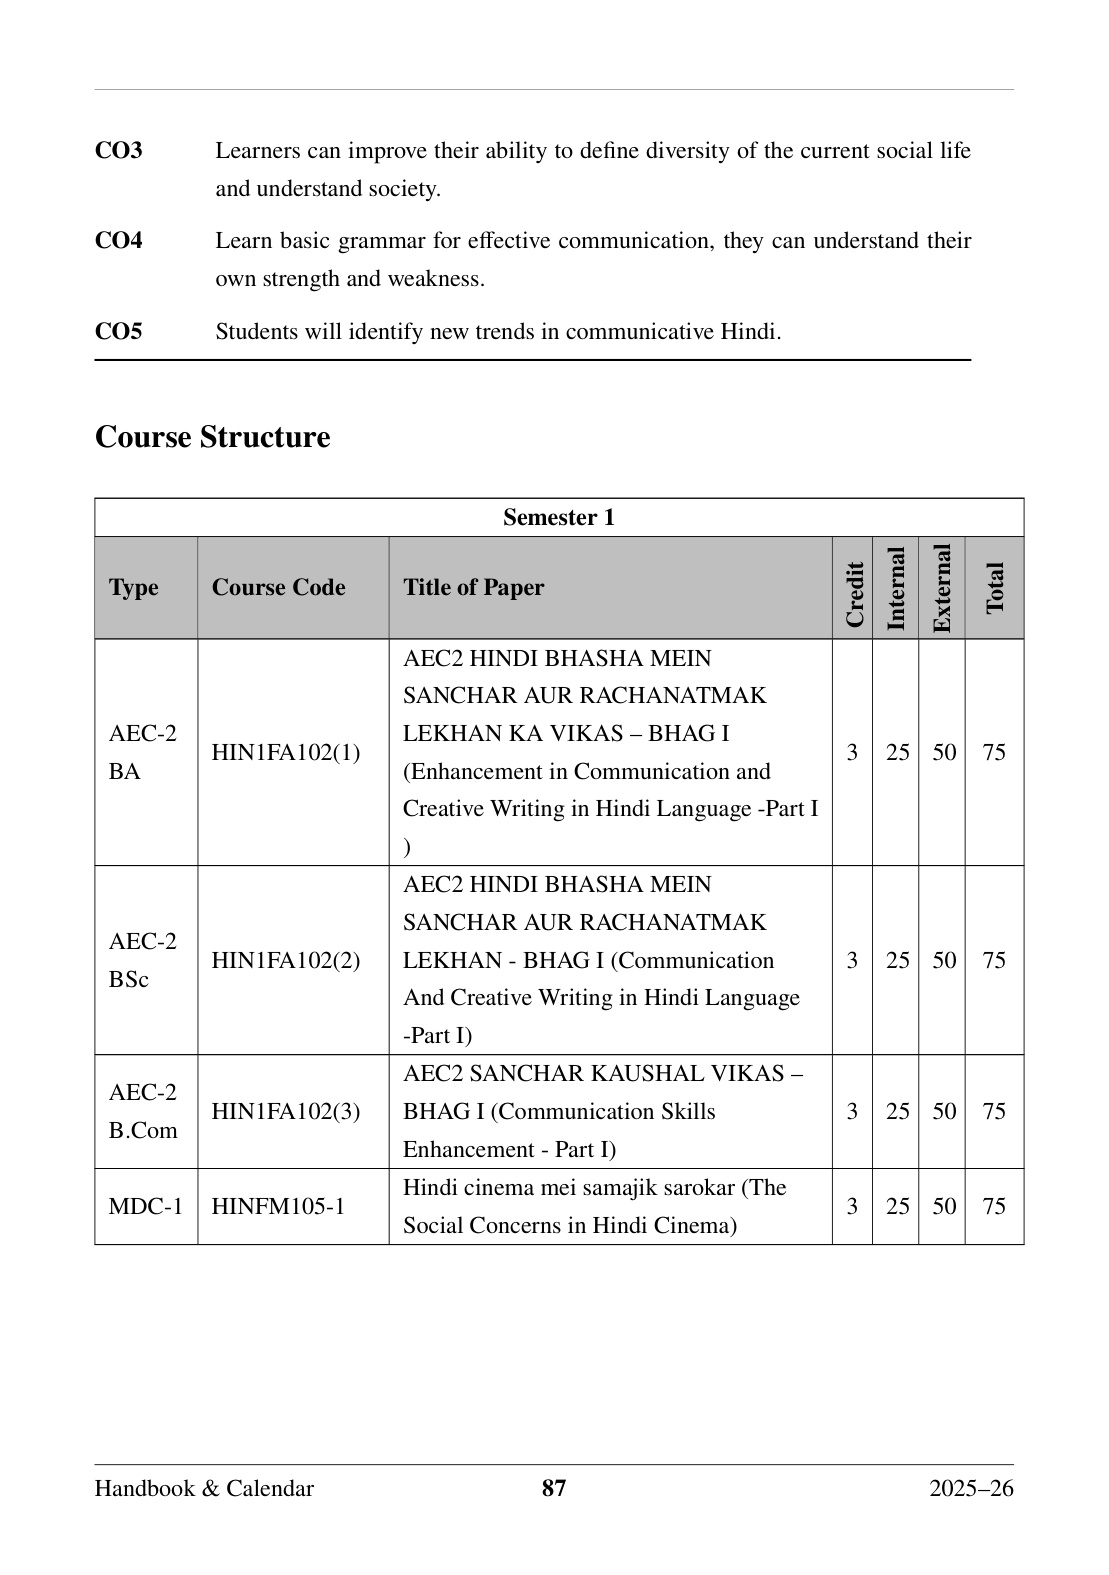 CO3 Learners can improve their ability to define diversity of the current social life
and understand society.
CO4 Learn basic grammar for effective communication, they can understand their
own strength and weakness.
CO5 Students will identify new trends in communicative Hindi.
Course Structure
Semester 1
Type Course Code Title of Paper Credit Internal External Total
AEC2 HINDI BHASHA MEIN
SANCHAR AUR RACHANATMAK
AEC-2 LEKHAN KA VIKAS – BHAG I
BA HIN1FA102(1) (Enhancement in Communication and 3 25 50 75
Creative Writing in Hindi Language -Part I
)
AEC2 HINDI BHASHA MEIN
SANCHAR AUR RACHANATMAK
AEC-2 BSc HIN1FA102(2) LEKHAN - BHAG I (Communication 3 25 50 75
And Creative Writing in Hindi Language
-Part I)
AEC2 SANCHAR KAUSHAL VIKAS –
AEC-2 B.Com HIN1FA102(3) BHAG I (Communication Skills 3 25 50 75
Enhancement - Part I)
MDC-1 HINFM105-1 Hindi cinema mei samajik sarokar (The 3 25 50 75
Social Concerns in Hindi Cinema)
Handbook & Calendar 87 2025–26